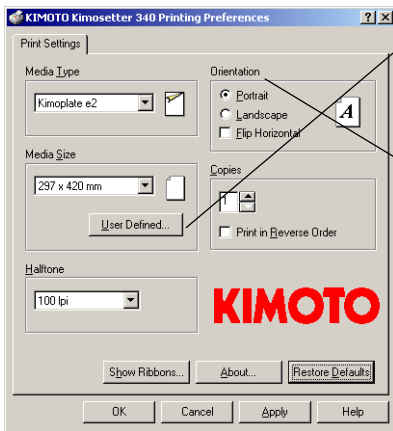 KIMOTO Kimosetter 340 Printing Preferences
Print Settings
Media Type
Kimoplate e2
Orientation
Portrait
Landscape
Flip Horizontal
A
Media Size
297 x 420 mm
User Defined...
Copies
1
Print in Reverse Order
Halftone
100 lpi
KIMOTO
Show Ribbons...
About...
Restore Defaults
OK
Cancel
Apply
Help